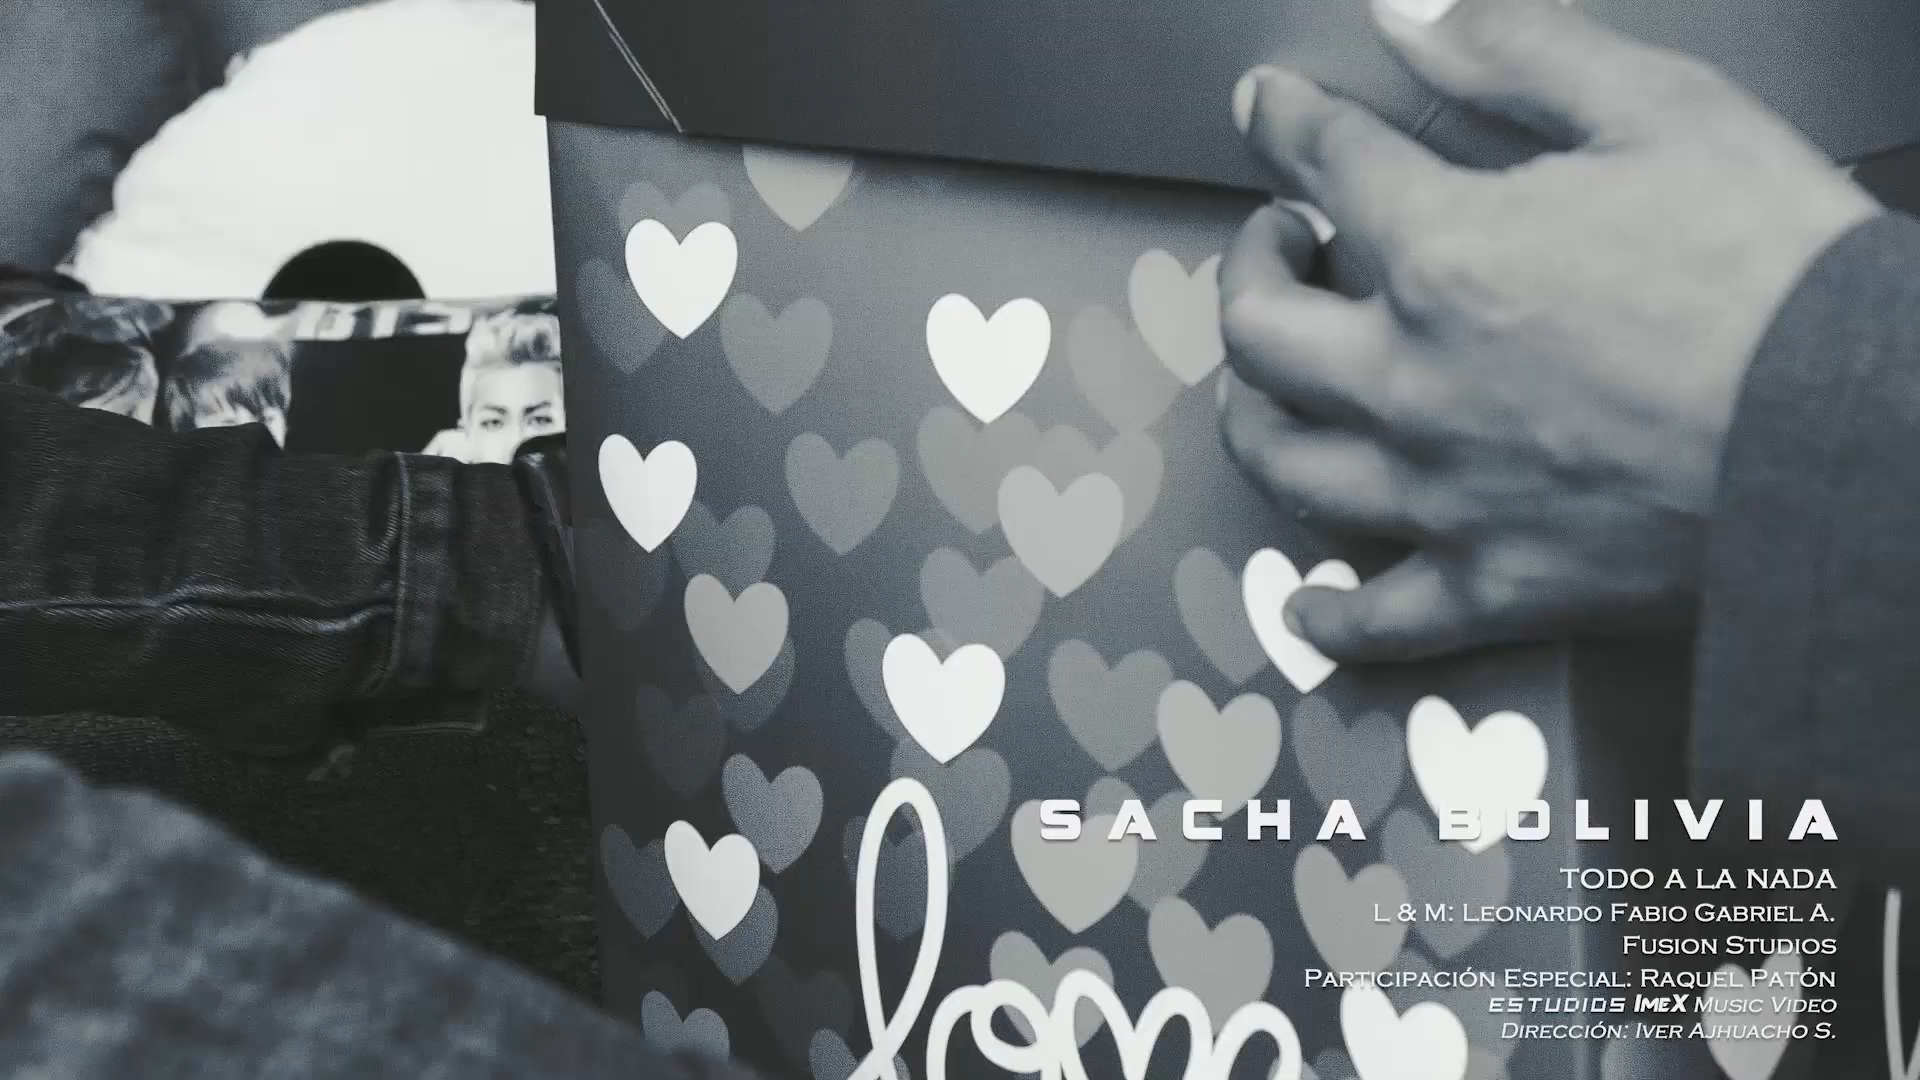 SACHA BOLIVIA
TODO A LA NADA
L & M: LEONARDO FABIO GABRIEL A.
FUSION STUDIOS
PARTICIPACIÓN ESPECIAL: RAQUEL PATÓN
ESTUDIOS IMEX MUSIC VIDEO
DIRECCIÓN: IVER AJHUACHO S.